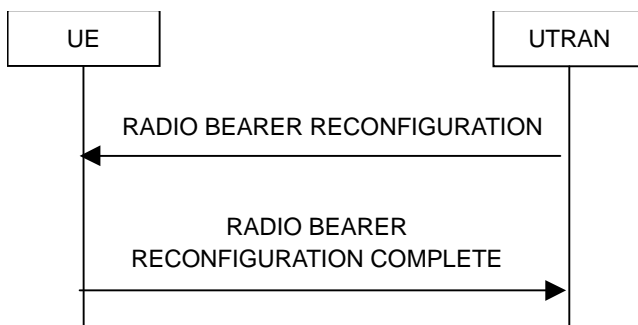 UE
UTRAN
RADIO BEARER RECONFIGURATION
RADIO BEARER
RECONFIGURATION COMPLETE